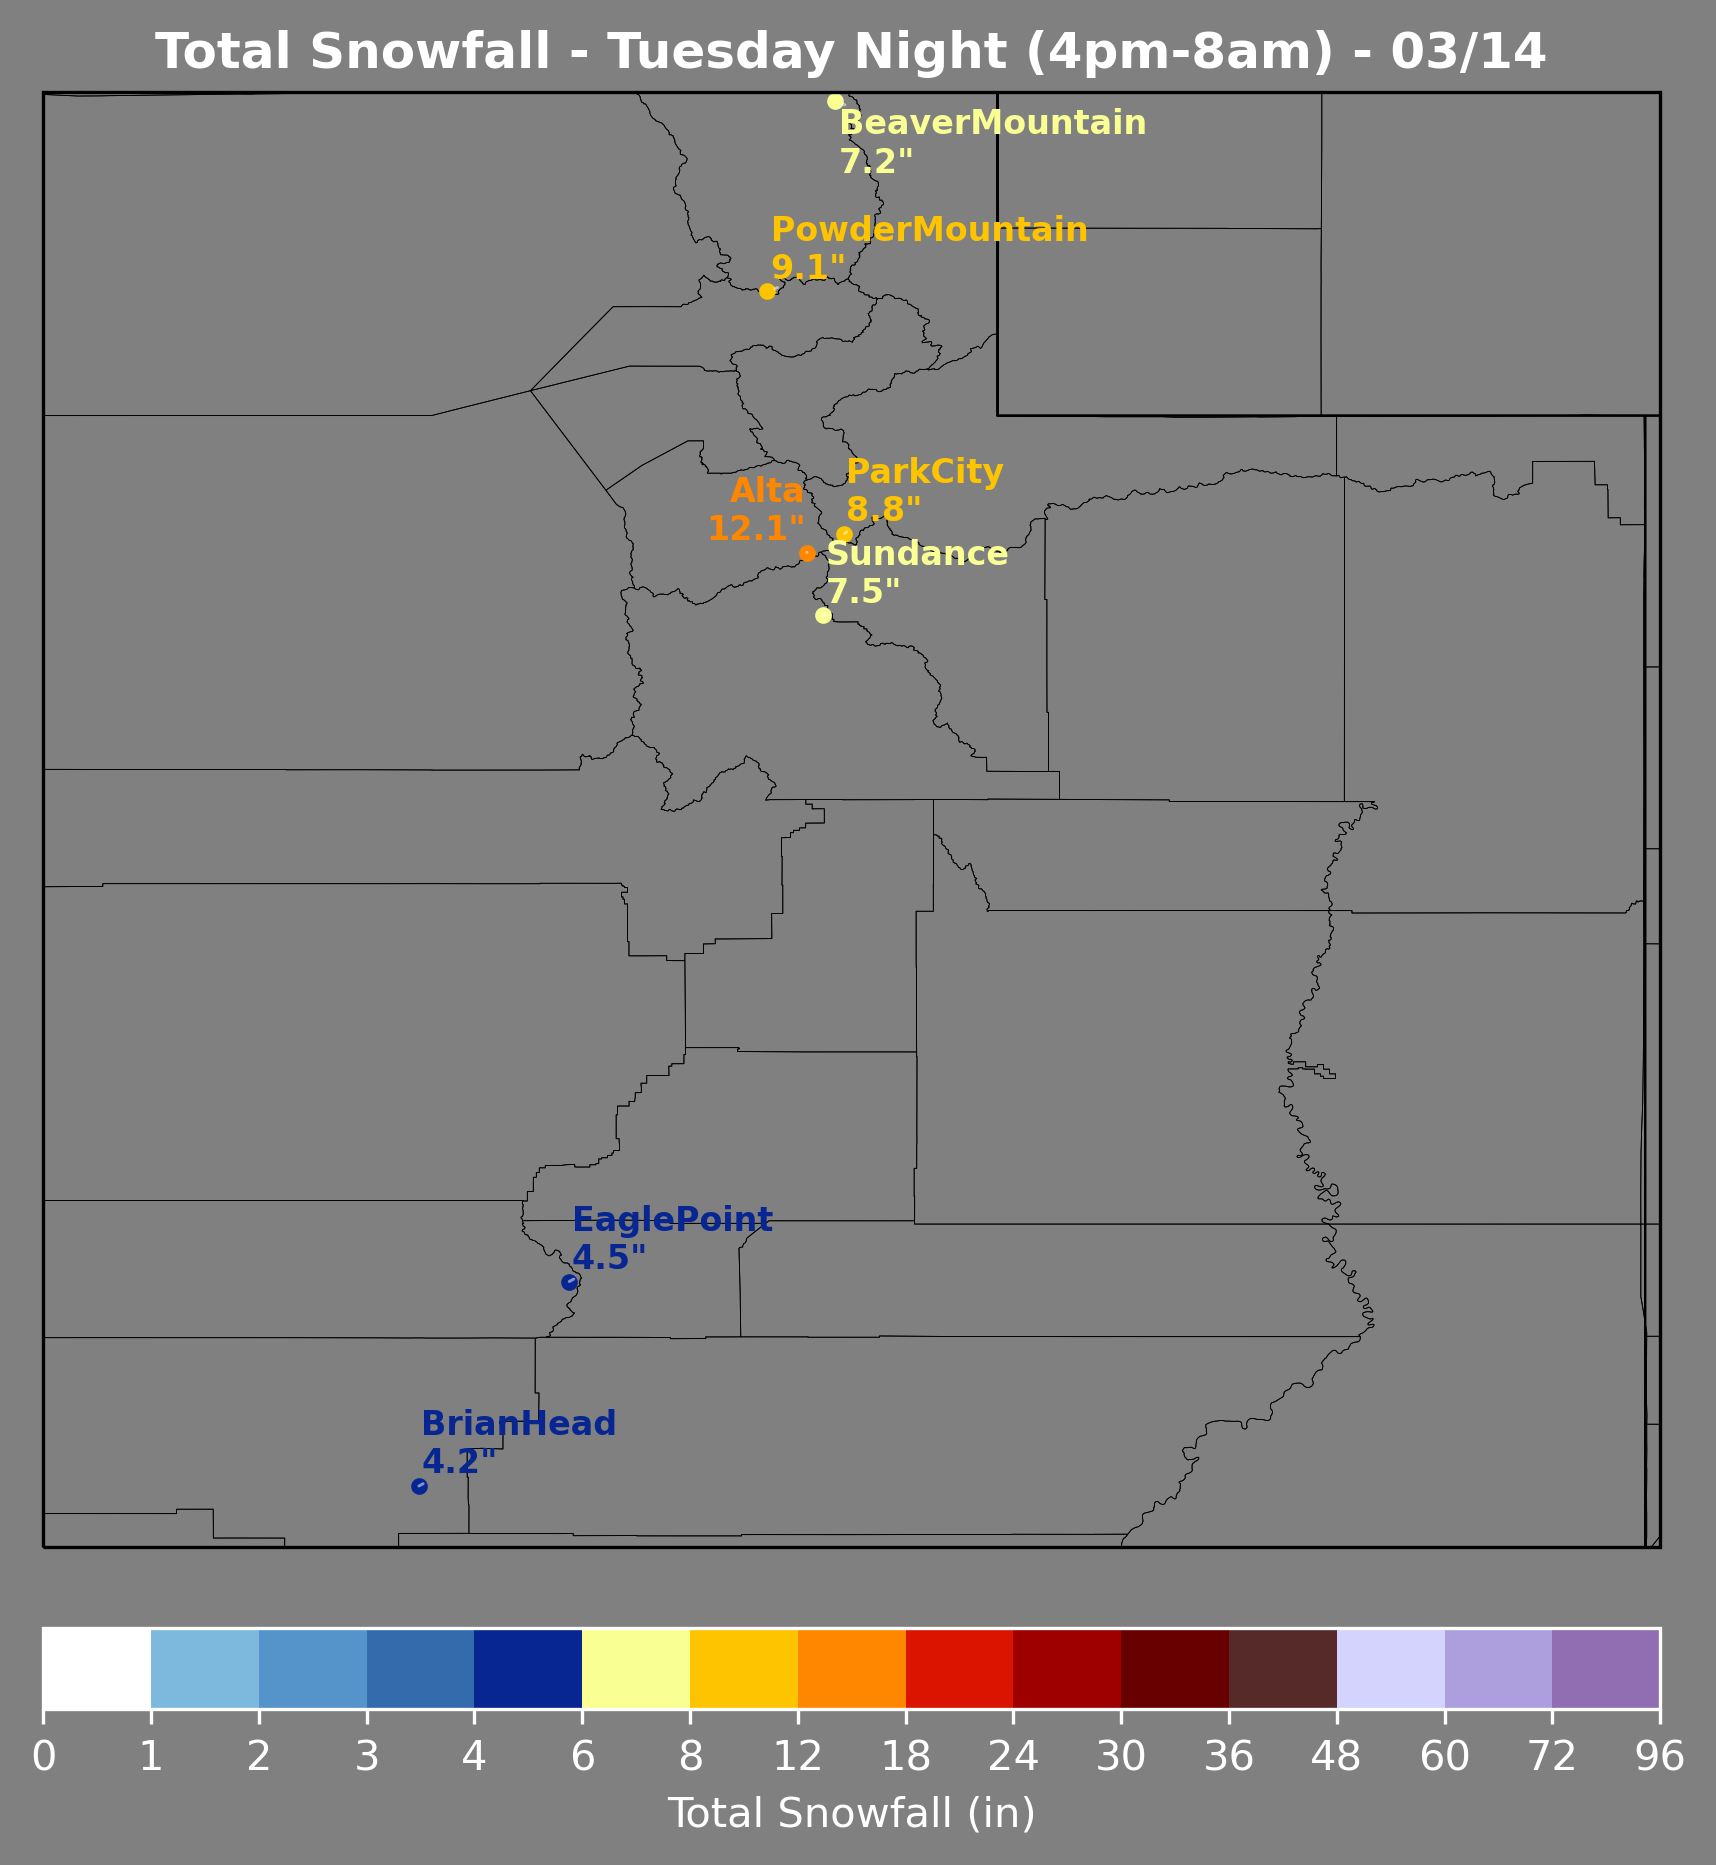 Total Snowfall - Tuesday Night (4pm-8am) - 03/14
BeaverMountain
7.2"
PowderMountain
9.1"
ParkCity
8.8"
Alta
12.1"
Sundance
7.5"
EaglePoint
4.5"
BrianHead
4.2"
0 1 2 3 4 6 8 12 18 24 30 36 48 60 72 96
Total Snowfall (in)